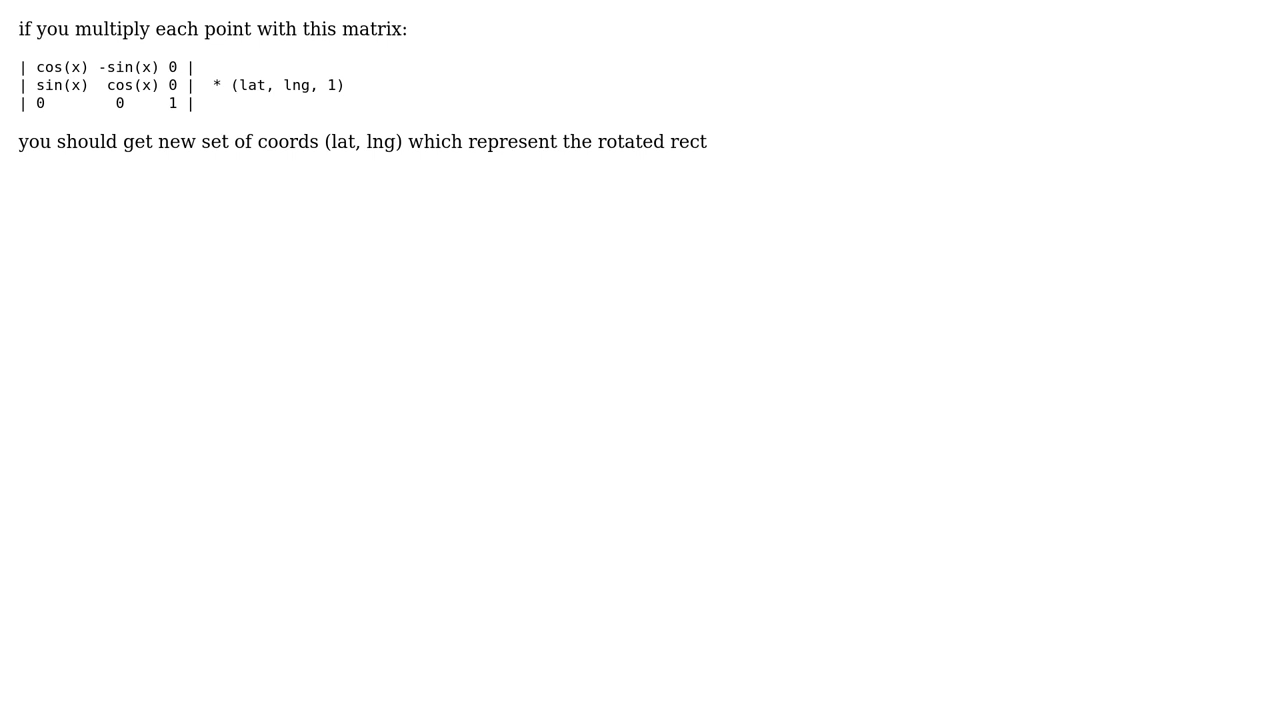 if you multiply each point with this matrix:
| cos(x) -sin(x) 0 |
| sin(x)  cos(x) 0 |  * (lat, lng, 1)
| 0        0     1 |
you should get new set of coords (lat, lng) which represent the rotated rect